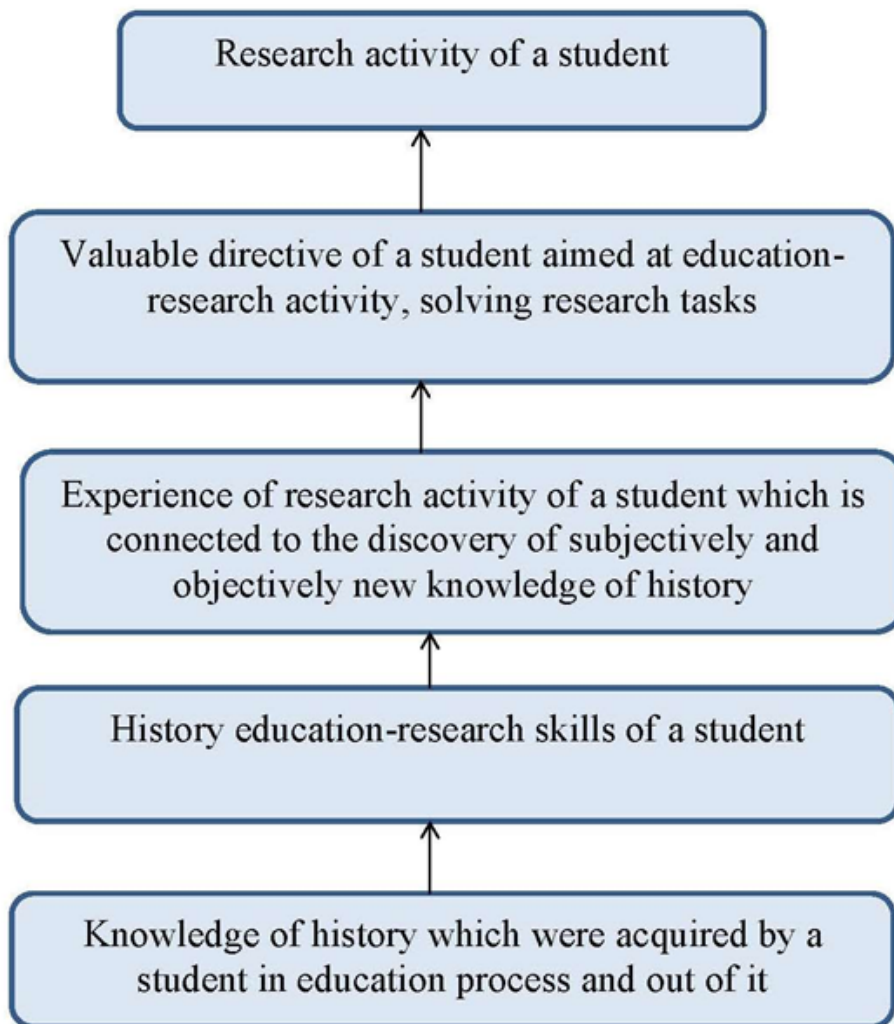 Research activity of a student
Valuable directive of a student aimed at education-
research activity, solving research tasks
Experience of research activity of a student which is
connected to the discovery of subjectively and
objectively new knowledge of history
History education-research skills of a student
Knowledge of history which were acquired by a
student in education process and out of it